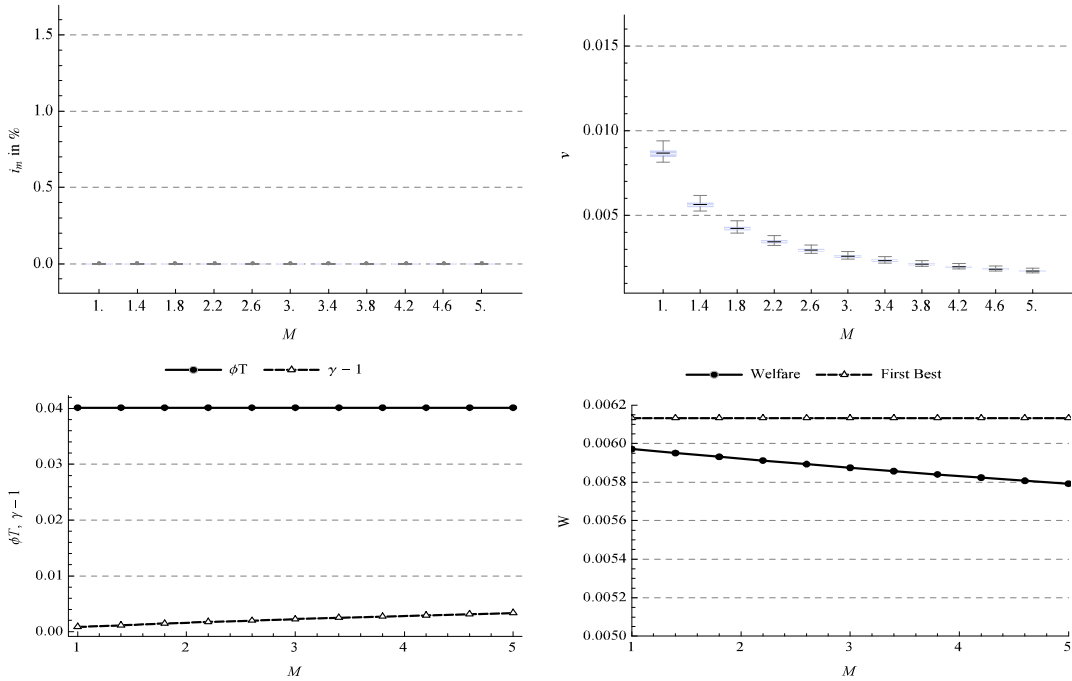 1.5
1.0
0.5
0.0
i_m in %
1. 1.4 1.8 2.2 2.6 3. 3.4 3.8 4.2 4.6 5.
M
0.015
0.010
0.005
v
1. 1.4 1.8 2.2 2.6 3. 3.4 3.8 4.2 4.6 5.
M
ϕT γ − 1
0.04
0.03
0.04
0.01
0.00
ϕT, γ − 1
1 2 3 4 5
M
Welfare First Best
0.0062
0.0060
0.0058
0.0056
0.0054
0.0052
0.0050
W
1 2 3 4 5
M